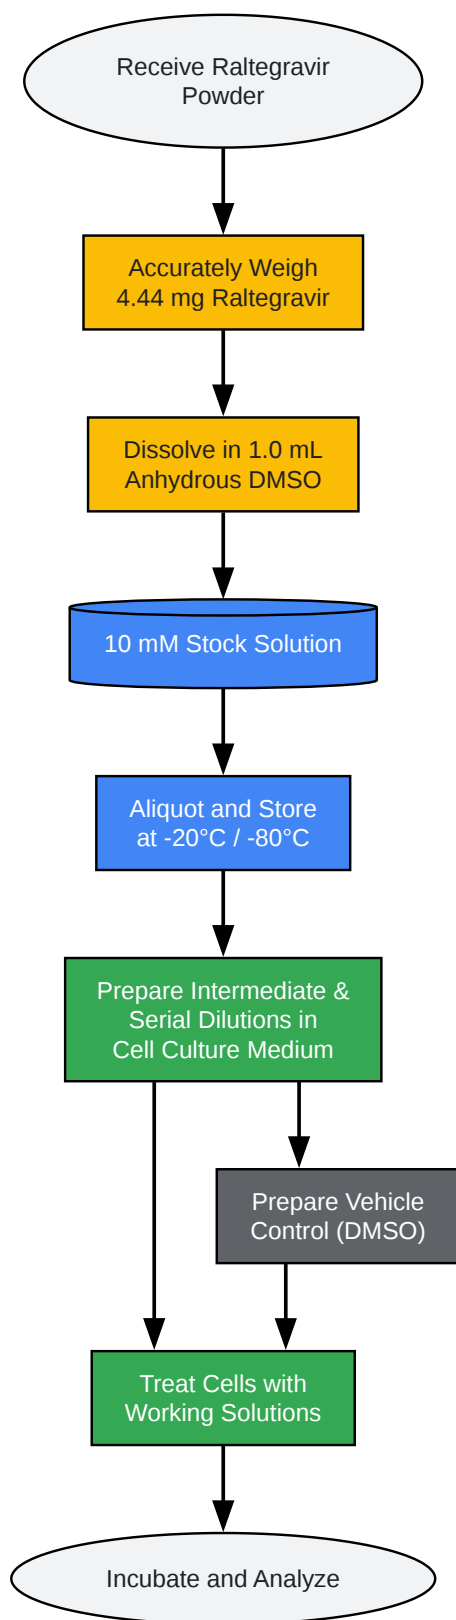 Receive Raltegravir
Powder
Accurately Weigh
4.44 mg Raltegravir
Dissolve in 1.0 mL
Anhydrous DMSO
10 mM Stock Solution
Aliquot and Store
at -20°C / -80°C
Prepare Intermediate &
Serial Dilutions in
Cell Culture Medium
Prepare Vehicle
Control (DMSO)
Treat Cells with
Working Solutions
Incubate and Analyze